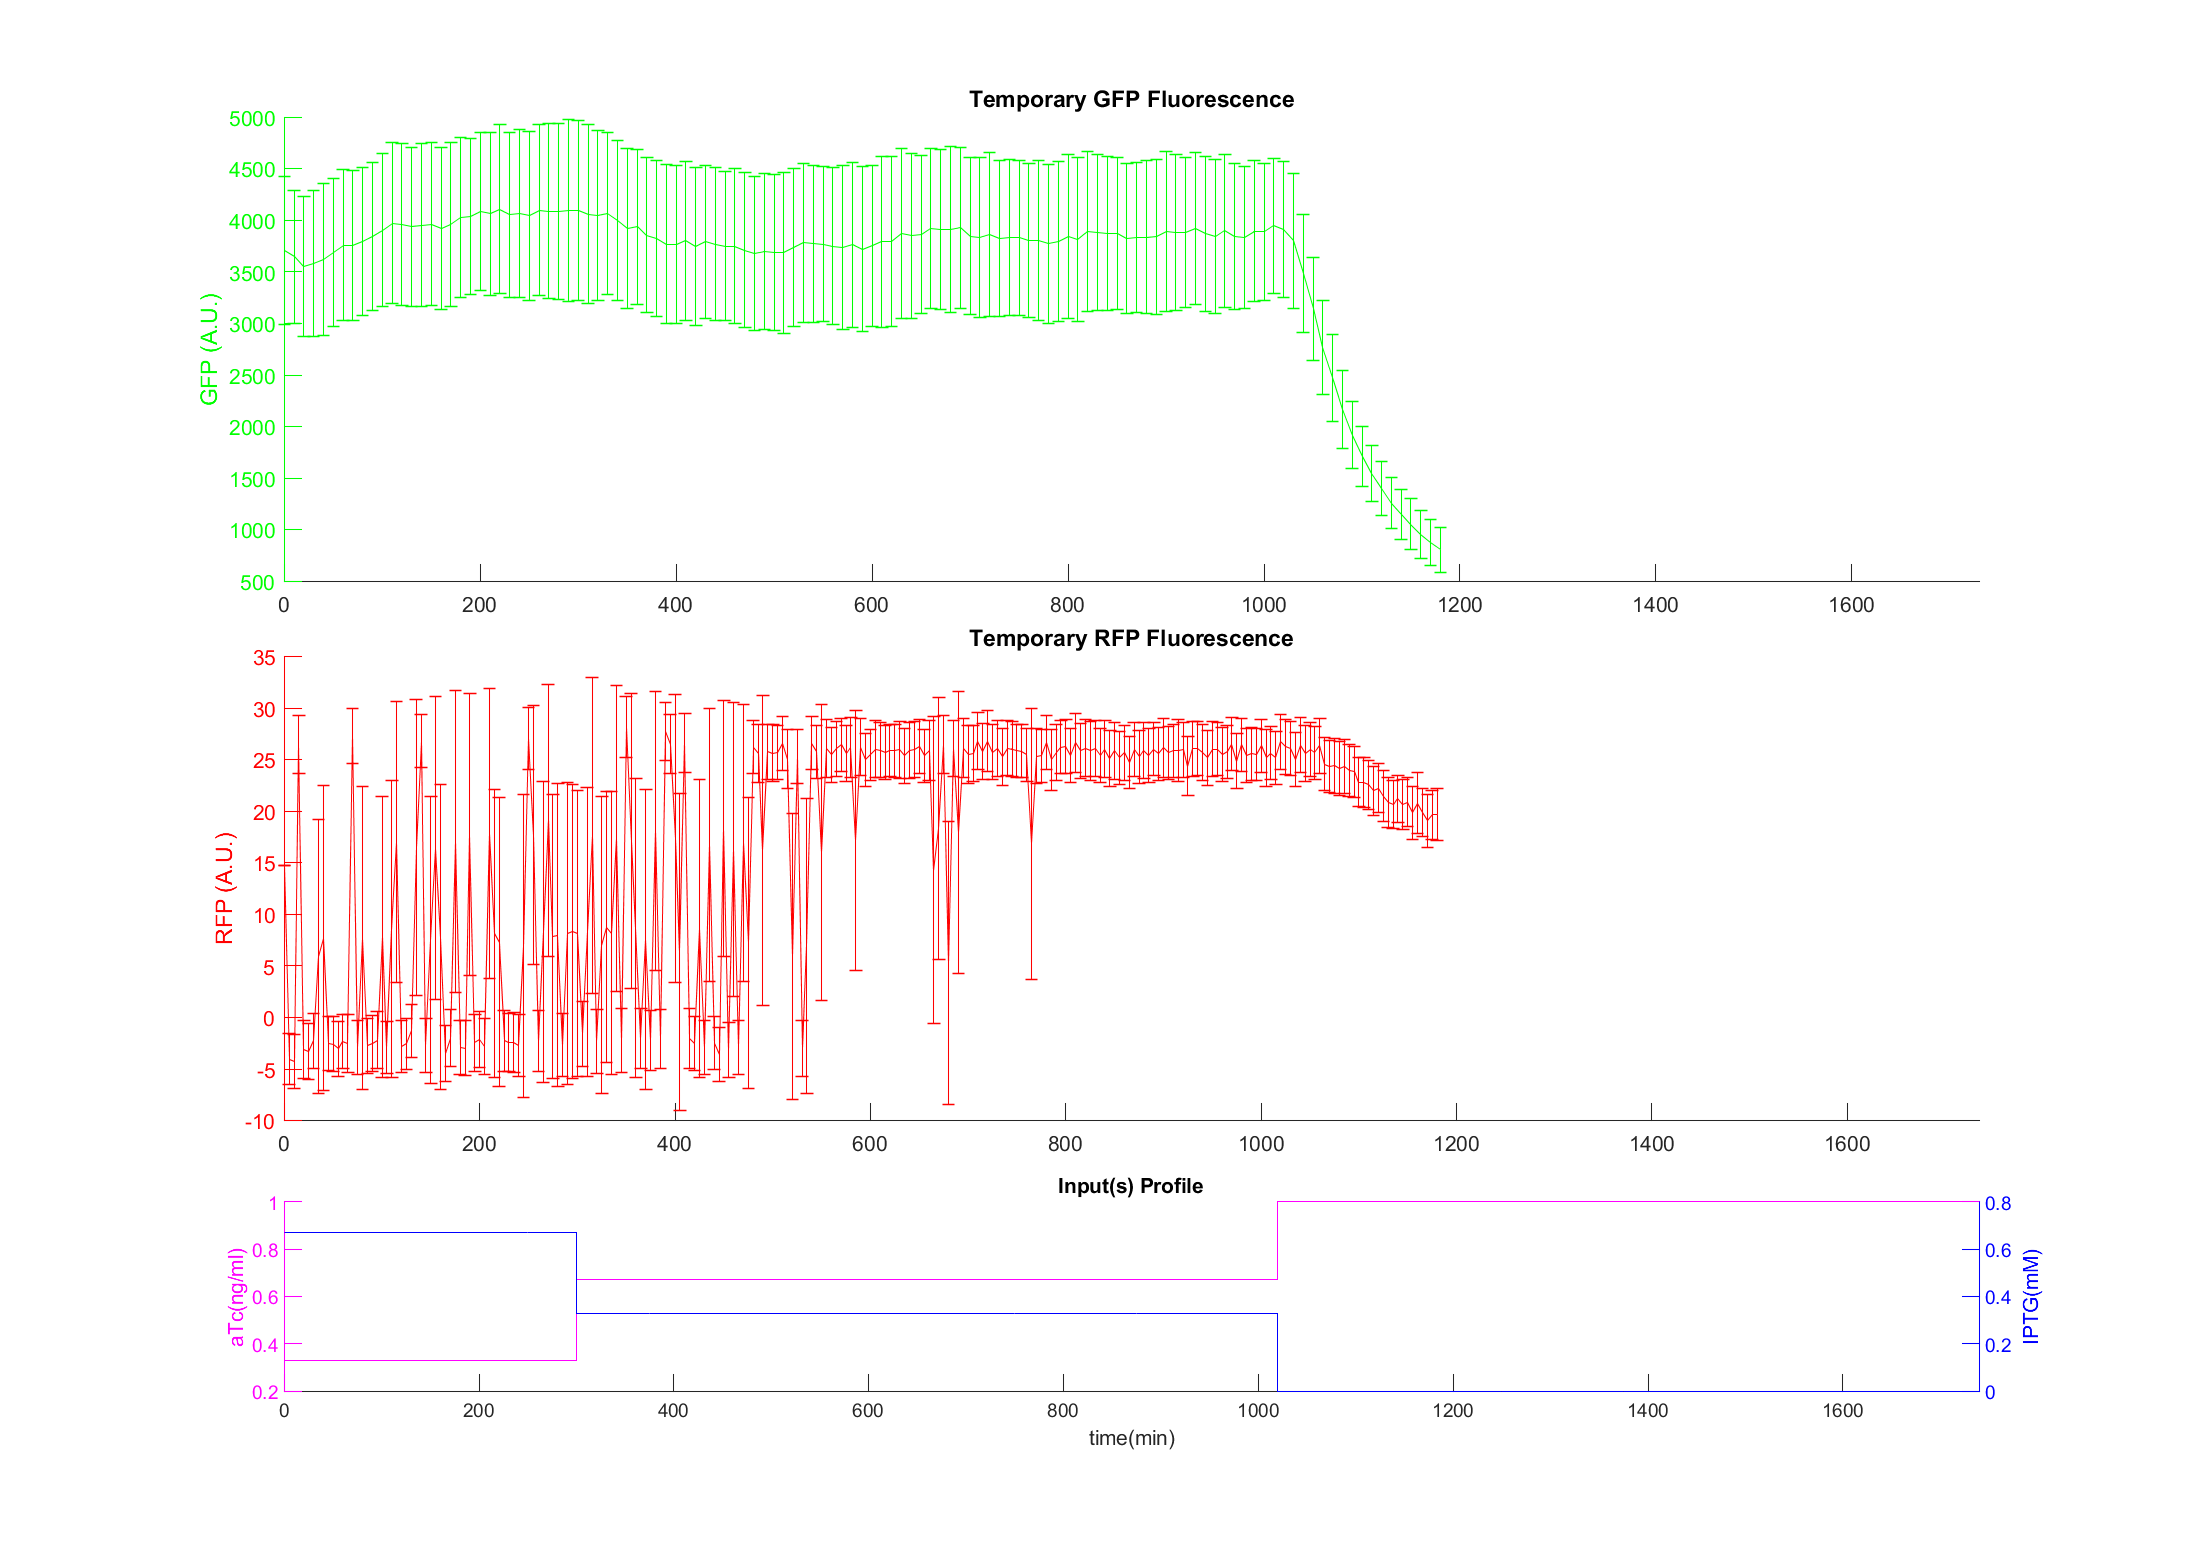 Temporary GFP Fluorescence
5000
4500
4000
3500
3000
2500
2000
1500
1000
500
GFP (A.U.)
0 200 400 600 800 1000 1200 1400 1600
Temporary RFP Fluorescence
35
30
25
20
15
10
5
0
-5
-10
RFP (A.U.)
0 200 400 600 800 1000 1200 1400 1600
Input(s) Profile
1 0.8
0.8 0.6
0.6 0.4
0.4 0.2
0.2 0
aTc(ng/ml)
IPTG(mM)
0 200 400 600 800 1000 1200 1400 1600
time(min)